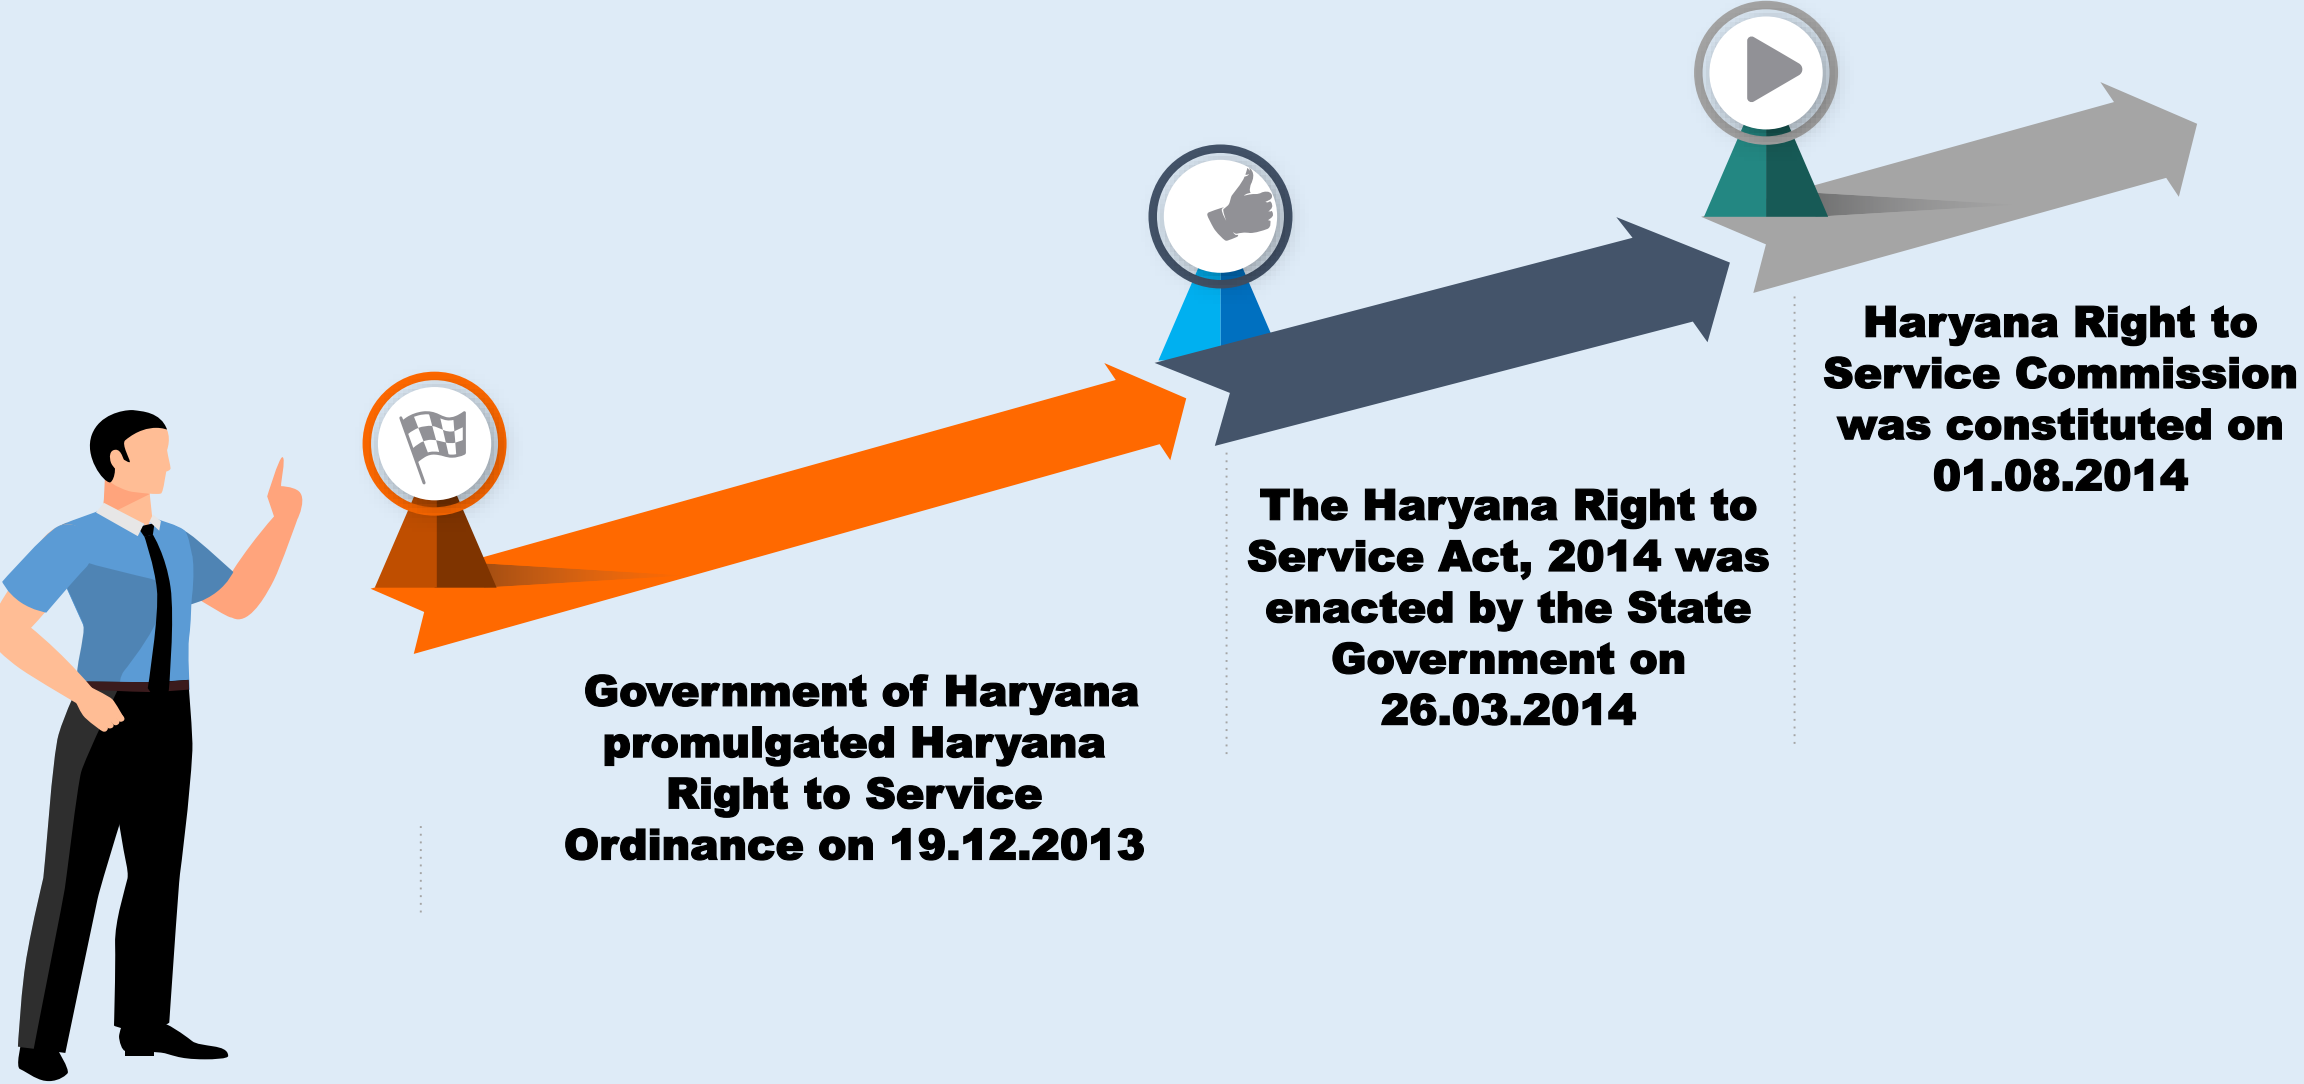 Government of Haryana
promulgated Haryana
Right to Service
Ordinance on 19.12.2013
The Haryana Right to
Service Act, 2014 was
enacted by the State
Government on
26.03.2014
Haryana Right to
Service Commission
was constituted on
01.08.2014